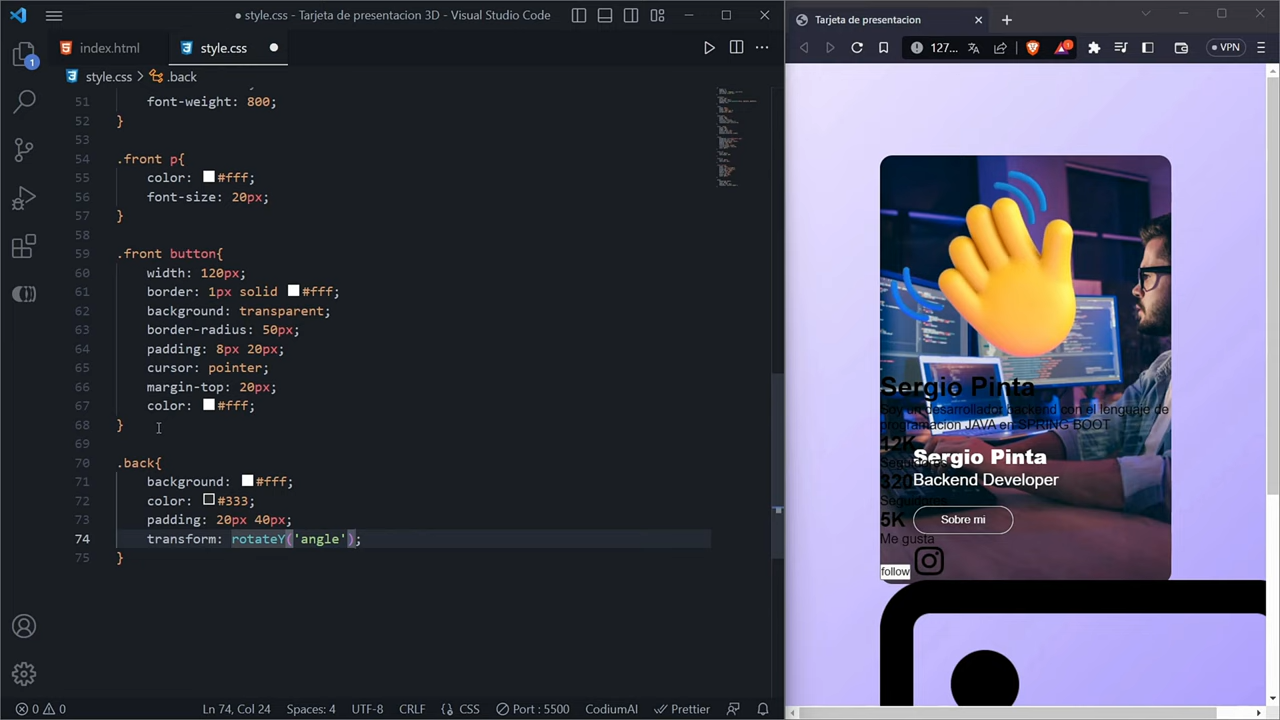 style.css - Tarjeta de presentacion 3D - Visual Studio Code
index.html
style.css
style.css > .back
1
51 font-weight: 800;
52 }
53
54 .front p{
55 color: #fff;
56 font-size: 20px;
57 }
58
59 .front button{
60 width: 120px;
61 border: 1px solid #fff;
62 background: transparent;
63 border-radius: 50px;
64 padding: 8px 20px;
65 cursor: pointer;
66 margin-top: 20px;
67 color: #fff;
68 }
69
70 .back{
71 background: #fff;
72 color: #333;
73 padding: 20px 40px;
74 transform: rotateY('angle');
75 }
0 0
Ln 74, Col 24
Spaces: 4
UTF-8
CRLF
CSS
Port : 5500
CodiumAI
Prettier
Tarjeta de presentacion
127...
1
VPN
Sergio Pinta
Soy un desarrollador backend con el lenguaje de
programacion JAVA en SPRING BOOT
12K
Seguidores
Sergio Pinta
320
Backend Developer
Seguidores
5K
Sobre mi
Me gusta
follow